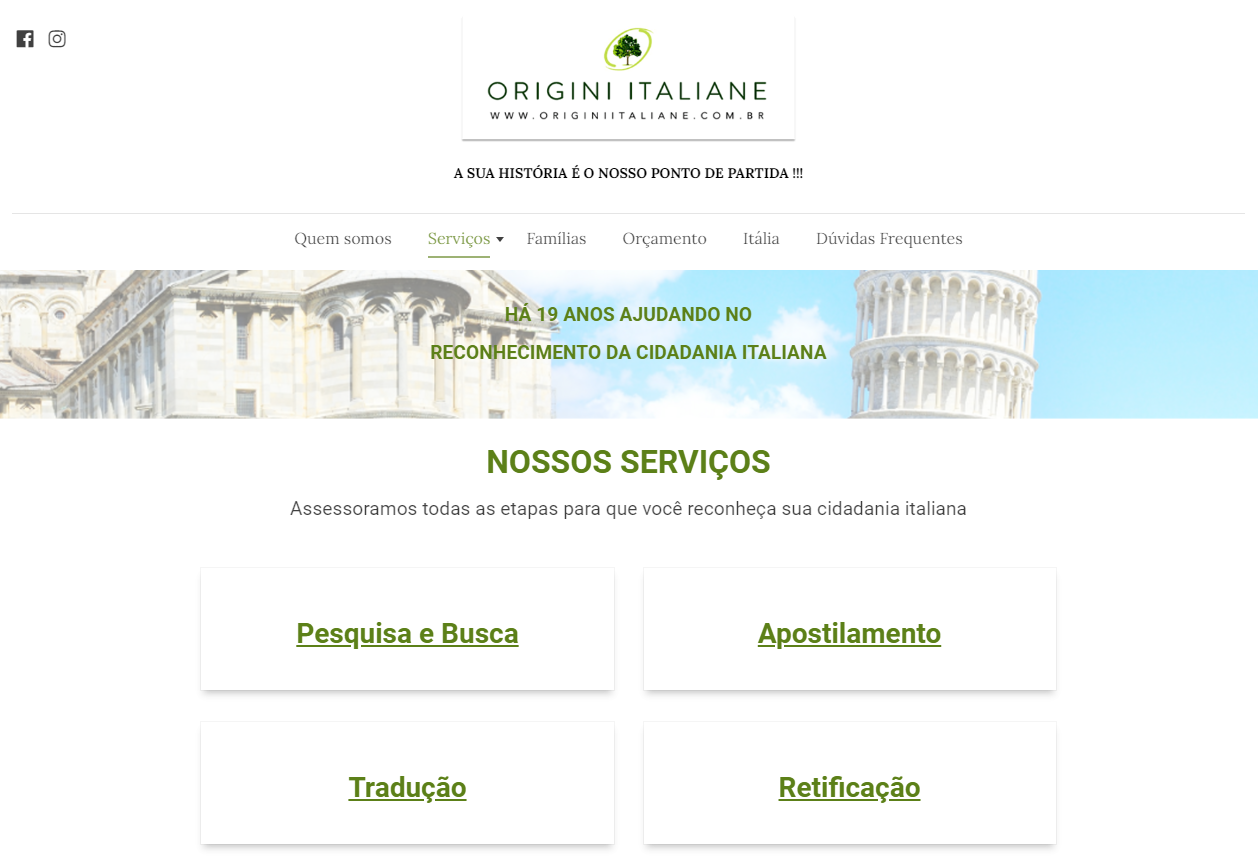 ORIGINI ITALIANE
WWW.ORIGINIITALIANE.COM.BR
A SUA HISTÓRIA É O NOSSO PONTO DE PARTIDA !!!
Quem somos Serviços Famílias Orçamento Itália Dúvidas Frequentes
HÁ 19 ANOS AJUDANDO NO
RECONHECIMENTO DA CIDADANIA ITALIANA
NOSSOS SERVIÇOS
Assessoramos todas as etapas para que você reconheça sua cidadania italiana
Pesquisa e Busca Apostilamento
Tradução Retificação